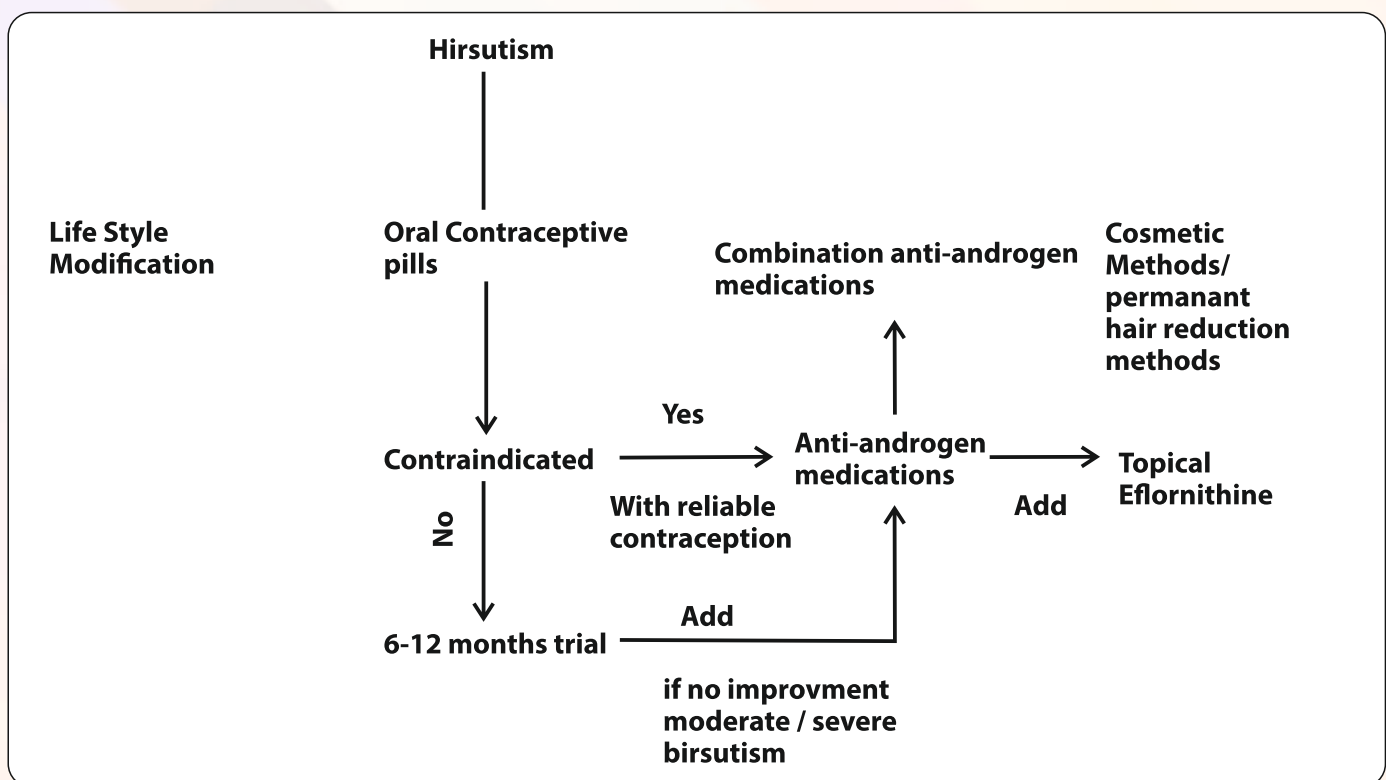 Hirsutism
Life Style
Modification
Oral Contraceptive
pills
Combination anti-androgen
medications
Cosmetic
Methods/
permanant
hair reduction
methods
Contraindicated
Yes
With reliable
contraception
Anti-androgen
medications
Add
Topical
Eflornithine
No
6-12 months trial
Add
if no improvment
moderate / severe
birsutism